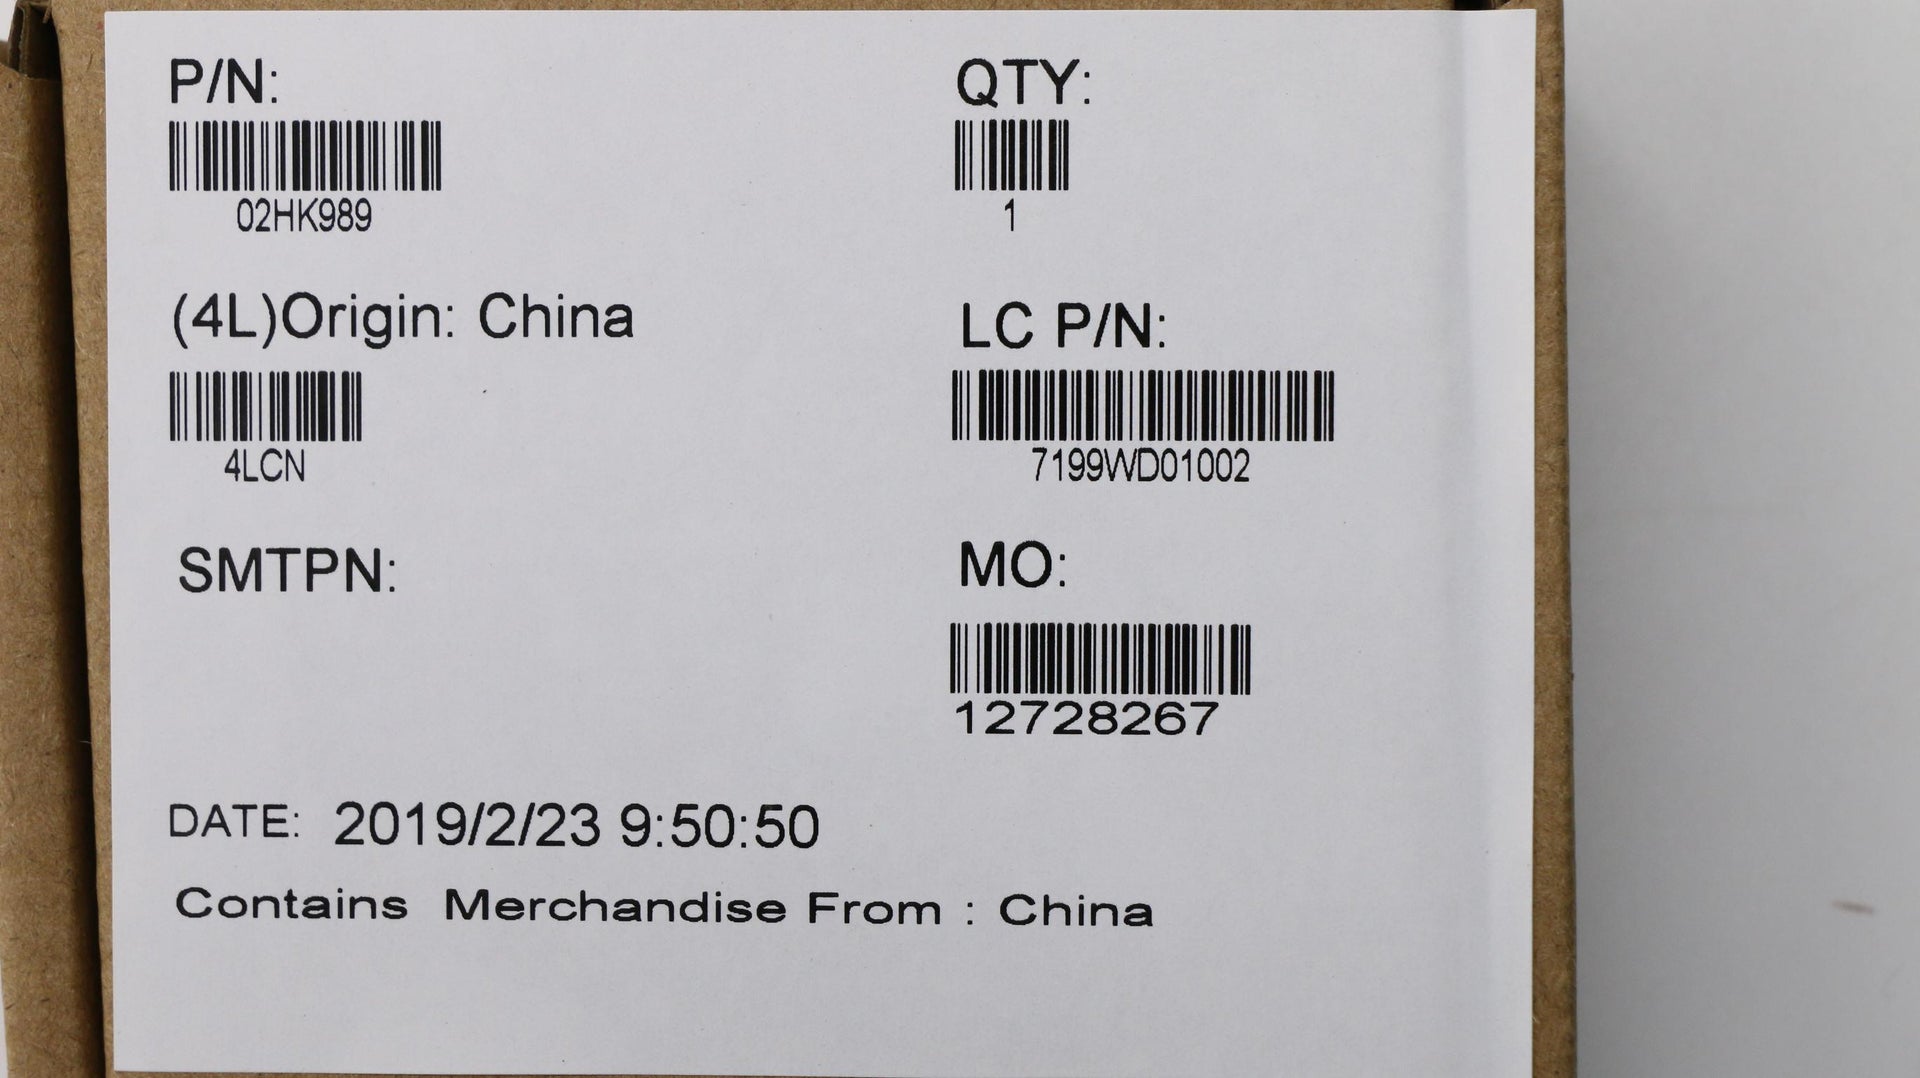 P/N:
02HK989
QTY:
1
(4L)Origin: China
4LCN
LC P/N:
7199WD01002
SMTPN:
MO:
12728267
DATE: 2019/2/23 9:50:50
Contains Merchandise From : China